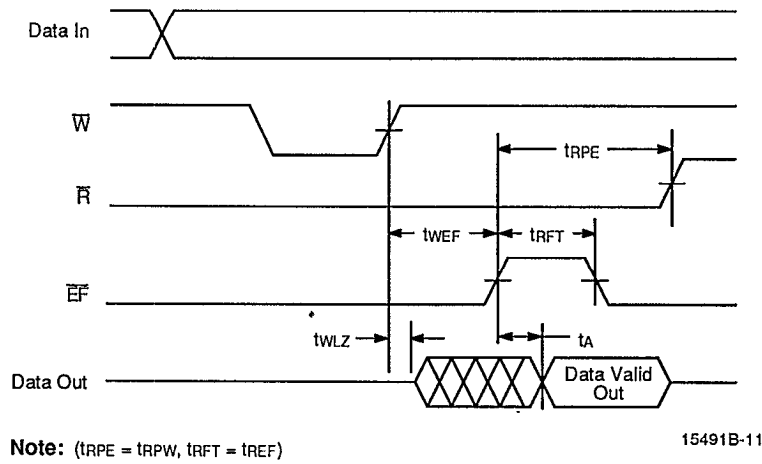 Data In
W
tRPE
R
tWEF
tRFT
EF
tWLZ
tA
Data Out
Data Valid
Out
15491B-11
Note: (tRPE = tRPW, tRFT = tREF)